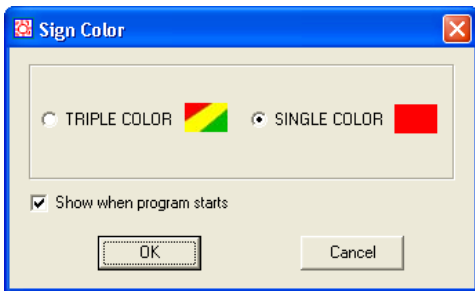 Sign Color
TRIPLE COLOR SINGLE COLOR
Show when program starts
OK Cancel